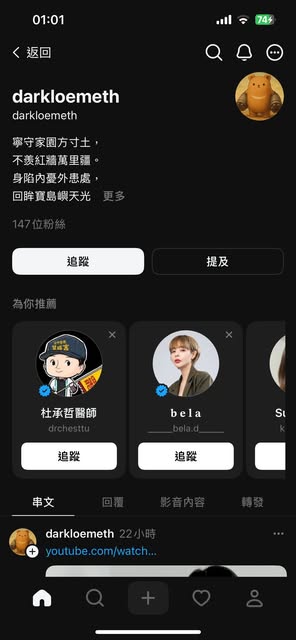 01:01
74
返回
darkloemeth
darkloemeth
寧守家園方寸土，
不羨紅牆萬里疆。
身陷內憂外患處，
回眸寶島嶼天光 更多
147位粉絲
追蹤
提及
為你推薦
杜承哲醫師
drchesttu
追蹤
b e l a
_____bela.d_____
追蹤
Su
k
串文
回覆
影音內容
轉發
darkloemeth 22小時
youtube.com/watch...